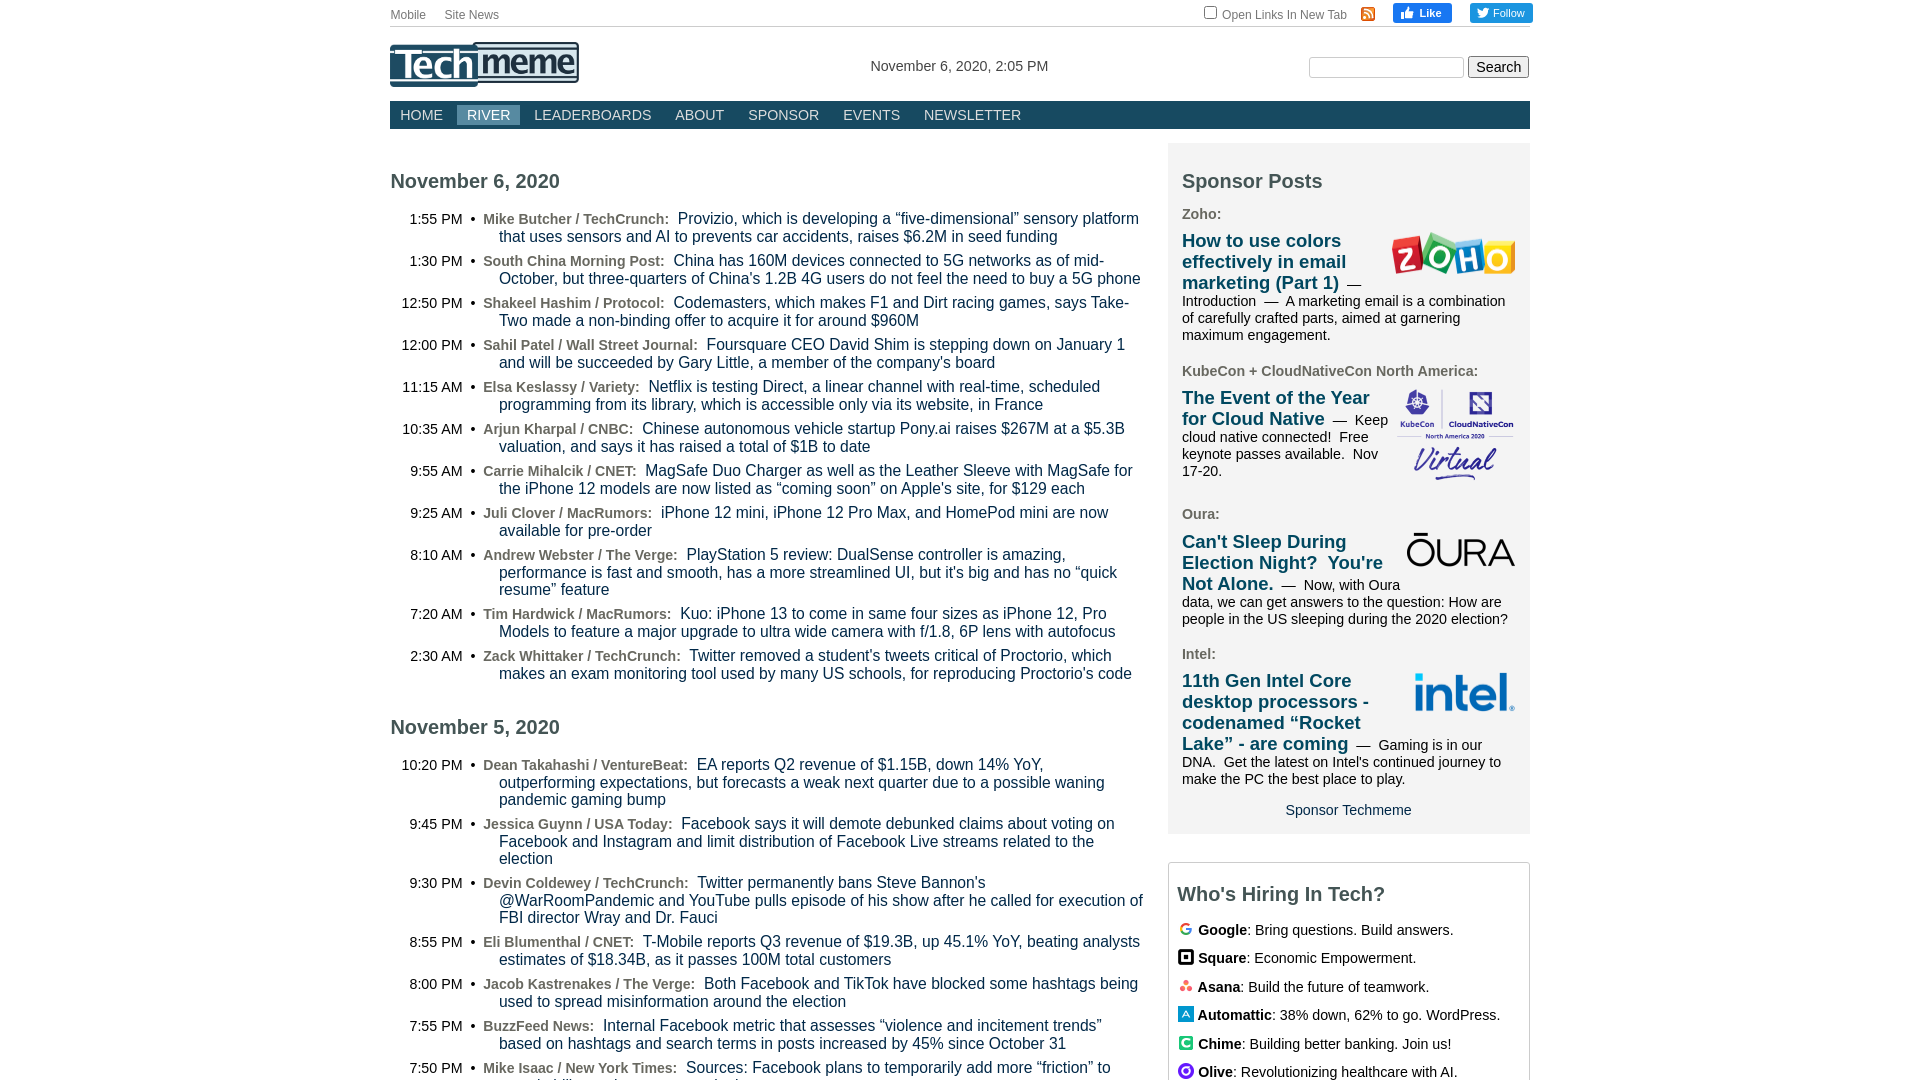 Mobile Site News Open Links In New Tab Like Follow
Techmeme
November 6, 2020, 2:05 PM
Search
HOME RIVER LEADERBOARDS ABOUT SPONSOR EVENTS NEWSLETTER
November 6, 2020
1:55 PM • Mike Butcher / TechCrunch: Provizio, which is developing a “five-dimensional” sensory platform
that uses sensors and AI to prevents car accidents, raises $6.2M in seed funding
1:30 PM • South China Morning Post: China has 160M devices connected to 5G networks as of mid-
October, but three-quarters of China's 1.2B 4G users do not feel the need to buy a 5G phone
12:50 PM • Shakeel Hashim / Protocol: Codemasters, which makes F1 and Dirt racing games, says Take-
Two made a non-binding offer to acquire it for around $960M
12:00 PM • Sahil Patel / Wall Street Journal: Foursquare CEO David Shim is stepping down on January 1
and will be succeeded by Gary Little, a member of the company's board
11:15 AM • Elsa Keslassy / Variety: Netflix is testing Direct, a linear channel with real-time, scheduled
programming from its library, which is accessible only via its website, in France
10:35 AM • Arjun Kharpal / CNBC: Chinese autonomous vehicle startup Pony.ai raises $267M at a $5.3B
valuation, and says it has raised a total of $1B to date
9:55 AM • Carrie Mihalcik / CNET: MagSafe Duo Charger as well as the Leather Sleeve with MagSafe for
the iPhone 12 models are now listed as “coming soon” on Apple's site, for $129 each
9:25 AM • Juli Clover / MacRumors: iPhone 12 mini, iPhone 12 Pro Max, and HomePod mini are now
available for pre-order
8:10 AM • Andrew Webster / The Verge: PlayStation 5 review: DualSense controller is amazing,
performance is fast and smooth, has a more streamlined UI, but it's big and has no “quick
resume” feature
7:20 AM • Tim Hardwick / MacRumors: Kuo: iPhone 13 to come in same four sizes as iPhone 12, Pro
Models to feature a major upgrade to ultra wide camera with f/1.8, 6P lens with autofocus
2:30 AM • Zack Whittaker / TechCrunch: Twitter removed a student's tweets critical of Proctorio, which
makes an exam monitoring tool used by many US schools, for reproducing Proctorio's code
November 5, 2020
10:20 PM • Dean Takahashi / VentureBeat: EA reports Q2 revenue of $1.15B, down 14% YoY,
outperforming expectations, but forecasts a weak next quarter due to a possible waning
pandemic gaming bump
9:45 PM • Jessica Guynn / USA Today: Facebook says it will demote debunked claims about voting on
Facebook and Instagram and limit distribution of Facebook Live streams related to the
election
9:30 PM • Devin Coldewey / TechCrunch: Twitter permanently bans Steve Bannon's
@WarRoomPandemic and YouTube pulls episode of his show after he called for execution of
FBI director Wray and Dr. Fauci
8:55 PM • Eli Blumenthal / CNET: T-Mobile reports Q3 revenue of $19.3B, up 45.1% YoY, beating analysts
estimates of $18.34B, as it passes 100M total customers
8:00 PM • Jacob Kastrenakes / The Verge: Both Facebook and TikTok have blocked some hashtags being
used to spread misinformation around the election
7:55 PM • BuzzFeed News: Internal Facebook metric that assesses “violence and incitement trends”
based on hashtags and search terms in posts increased by 45% since October 31
7:50 PM • Mike Isaac / New York Times: Sources: Facebook plans to temporarily add more “friction” to
Sponsor Posts
Zoho:
How to use colors
effectively in email
marketing (Part 1) —
ZOHO
Introduction — A marketing email is a combination
of carefully crafted parts, aimed at garnering
maximum engagement.
KubeCon + CloudNativeCon North America:
The Event of the Year
for Cloud Native — Keep
cloud native connected! Free
keynote passes available. Nov
17-20.
KubeCon CloudNativeCon
North America 2020
Virtual
Oura:
Can't Sleep During
Election Night? You're
Not Alone. — Now, with Oura
ŌURA
data, we can get answers to the question: How are
people in the US sleeping during the 2020 election?
Intel:
11th Gen Intel Core
desktop processors -
codenamed “Rocket
Lake” - are coming — Gaming is in our
intel.
DNA. Get the latest on Intel's continued journey to
make the PC the best place to play.
Sponsor Techmeme
Who's Hiring In Tech?
Google: Bring questions. Build answers.
Square: Economic Empowerment.
Asana: Build the future of teamwork.
Automattic: 38% down, 62% to go. WordPress.
Chime: Building better banking. Join us!
Olive: Revolutionizing healthcare with AI.